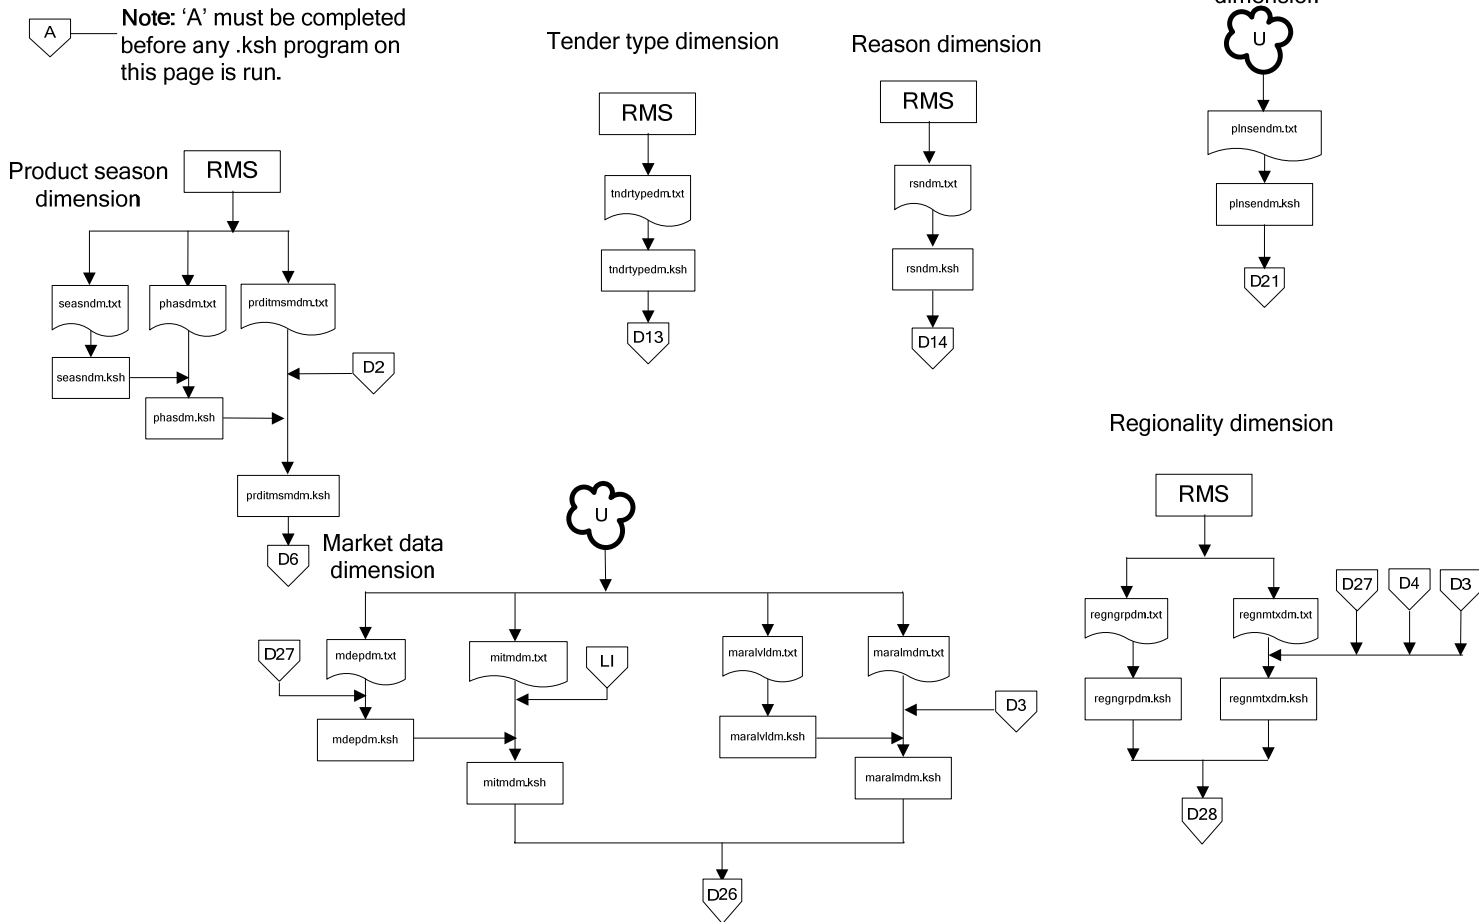 A
Note: ‘A’ must be completed
before any .ksh program on
this page is run.
Tender type dimension
RMS
tndrtypedm.txt
tndrtypedm.ksh
D13
Reason dimension
RMS
rsndm.txt
rsndm.ksh
D14
dimension
U
plnsendm.txt
plnsendm.ksh
D21
Product season
dimension
RMS
seasndm.txt
phasdm.txt
prditmsmdm.txt
seasndm.ksh
D2
phasdm.ksh
prditmsmdm.ksh
D6
Market data
dimension
U
D27
mdepdm.txt
mitmdm.txt
LI
maralvldm.txt
maralmdm.txt
D3
mdepdm.ksh
maralvldm.ksh
mitmdm.ksh
maralmdm.ksh
D26
Regionality dimension
RMS
regngrpdm.txt
regnmtxdm.txt
D27
D4
D3
regngrpdm.ksh
regnmtxdm.ksh
D28